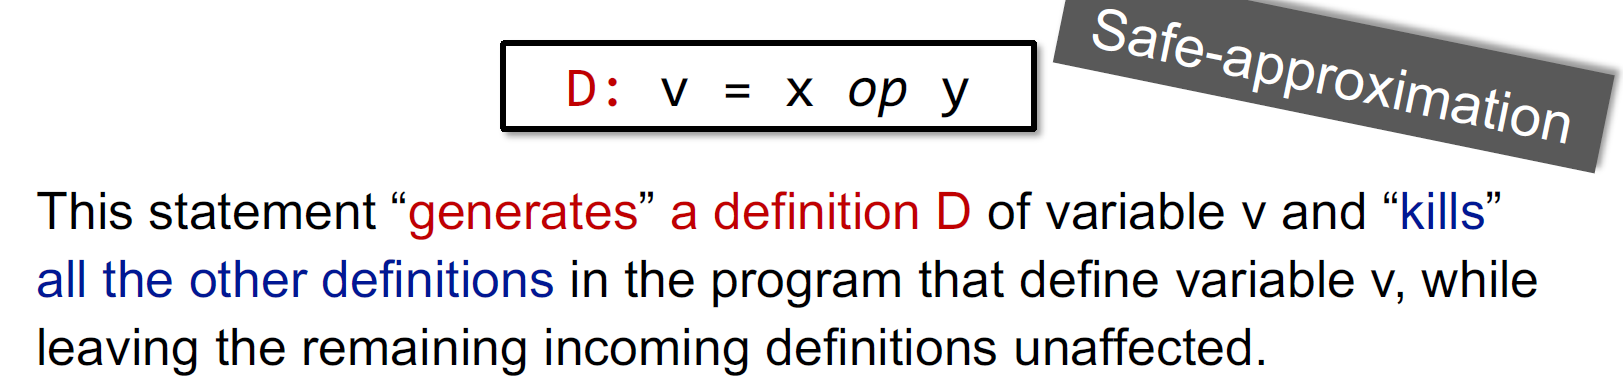 D: v = x op y
Safe-approximation
This statement “generates” a definition D of variable v and “kills”
all the other definitions in the program that define variable v, while
leaving the remaining incoming definitions unaffected.